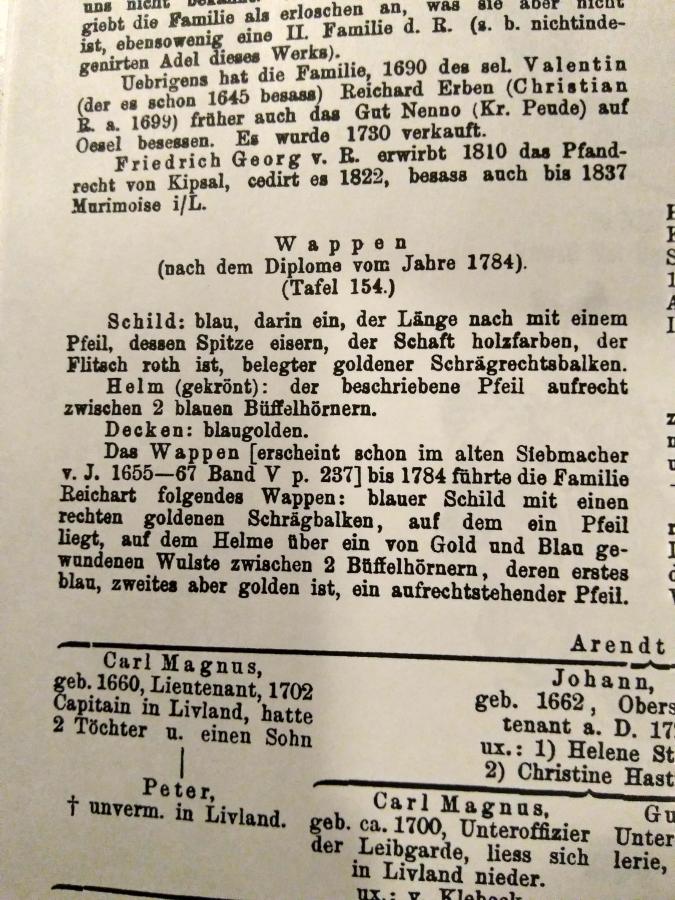 uns nicht bekannt.
giebt die Familie als erloschen an, was sie aber nicht
ist, ebensowenig eine II. Familie d. R. (s. b. nichtinde-
genirten Adel dieses Werks).
Uebrigens hat die Familie, 1690 des sel. Valentin
(der es schon 1645 besass) Reichard Erben (Christian
R. a. 1699) früher auch das Gut Nenno (Kr. Peude) auf
Oesel besessen. Es wurde 1730 verkauft.
Friedrich Georg v. R. erwirbt 1810 das Pfand-
recht von Kipsal, cedirt es 1822, besass auch bis 1837
Murimoise i/L.
Wappen
(nach dem Diplome vom Jahre 1784).
(Tafel 154.)
Schild: blau, darin ein, der Länge nach mit einem
Pfeil, dessen Spitze eisern, der Schaft holzfarben, der
Flitsch roth ist, belegter goldener Schrägrechtsbalken.
Helm (gekrönt): der beschriebene Pfeil aufrecht
zwischen 2 blauen Büffelhörnern.
Decken: blaugolden.
Das Wappen [erscheint schon im alten Siebmacher
v. J. 1655—67 Band V p. 237] bis 1784 führte die Familie
Reichart folgendes Wappen: blauer Schild mit einen
rechten goldenen Schrägbalken, auf dem ein Pfeil
liegt, auf dem Helme über ein von Gold und Blau ge-
wundenen Wulste zwischen 2 Büffelhörnern, deren erstes
blau, zweites aber golden ist, ein aufrechtstehender Pfeil.
Arendt
Carl Magnus,
geb. 1660, Lieutenant, 1702
Capitain in Livland, hatte
2 Töchter u. einen Sohn
Peter,
† unverm. in Livland.
Johann,
geb. 1662, Obers
tenant a. D. 17
ux.: 1) Helene St
2) Christine Hast
Carl Magnus,
geb. ca. 1700, Unteroffizier
der Leibgarde, liess sich
in Livland nieder.
ux.: v. Klebeck
Gu
Unter
lerie,